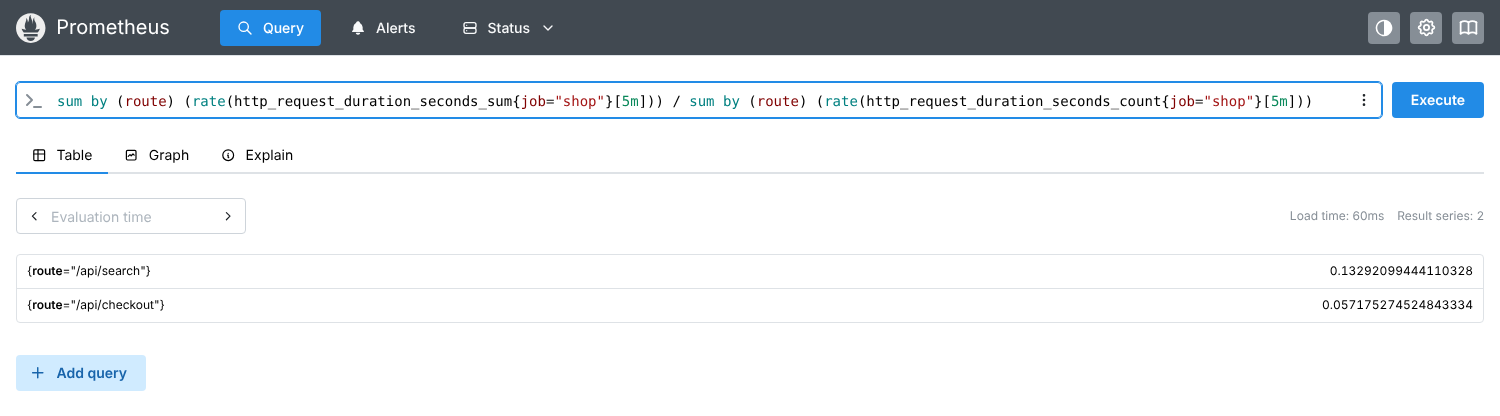 Prometheus Query Alerts Status
>_ sum by (route) (rate(http_request_duration_seconds_sum{job="shop"}[5m])) / sum by (route) (rate(http_request_duration_seconds_count{job="shop"}[5m])) Execute
Table Graph Explain
Evaluation time Load time: 60ms Result series: 2
{route="/api/search"} 0.13292099444110328
{route="/api/checkout"} 0.057175274524843334
Add query